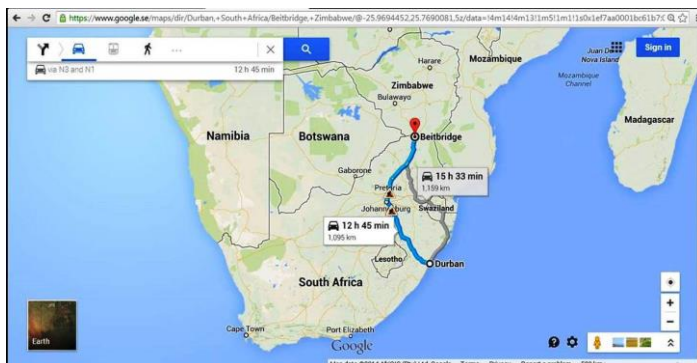 https://www.google.se/maps/dir/Durban,+South+Africa/Beitbridge,+Zimbabwe/@-25.9694452,25.7690081,5z/data=!4m14!4m13!1m5!1m1!1s0x1ef7aa0001bc61b7:
...
via N3 and N1 12 h 45 min
Sign in
Juan De
Nova Island
Mozambique
Channel
Mozambique
Harare
Zimbabwe
Bulawayo
Madagascar
Beitbridge
Namibia
Botswana
Gaborone
15 h 33 min
1,159 km
Pretoria
Johannesburg
Swaziland
12 h 45 min
1,095 km
Lesotho
Durban
South Africa
Cape Town
Port Elizabeth
Earth
Google